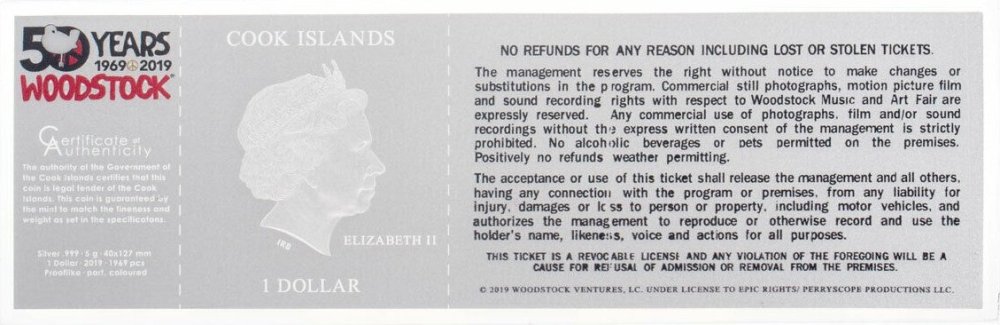 50 YEARS
1969 2019
WOODSTOCK
Certificate of
Authenticity
The authority of the Government of
the Cook Islands certifies that this
coin is legal tender of the Cook
Islands. This coin is guaranteed by
the mint to match the fineness and
weight as set in the specifications.
Silver .999 · 5 g · 40x127 mm
1 Dollar · 2019 · 1969 pcs
Prooflike · part. coloured
COOK ISLANDS
IRB
ELIZABETH II
1 DOLLAR
NO REFUNDS FOR ANY REASON INCLUDING LOST OR STOLEN TICKETS.
The management reserves the right without notice to make changes or
substitutions in the program. Commercial still photographs, motion picture film
and sound recording rights with respect to Woodstock Music and Art Fair are
expressly reserved. Any commercial use of photographs, film and/or sound
recordings without the express written consent of the management is strictly
prohibited. No alcoholic beverages or pets permitted on the premises.
Positively no refunds weather permitting.
The acceptance or use of this ticket shall release the management and all others,
having any connection with the program or premises, from any liability for
injury, damages or loss to person or property, including motor vehicles, and
authorizes the management to reproduce or otherwise record and use the
holder's name, likeness, voice and actions for all purposes.
THIS TICKET IS A REVOCABLE LICENSE AND ANY VIOLATION OF THE FOREGOING WILL BE A
CAUSE FOR REFUSAL OF ADMISSION OR REMOVAL FROM THE PREMISES.
© 2019 WOODSTOCK VENTURES, LC. UNDER LICENSE TO EPIC RIGHTS/ PERRYSCOPE PRODUCTIONS LLC.